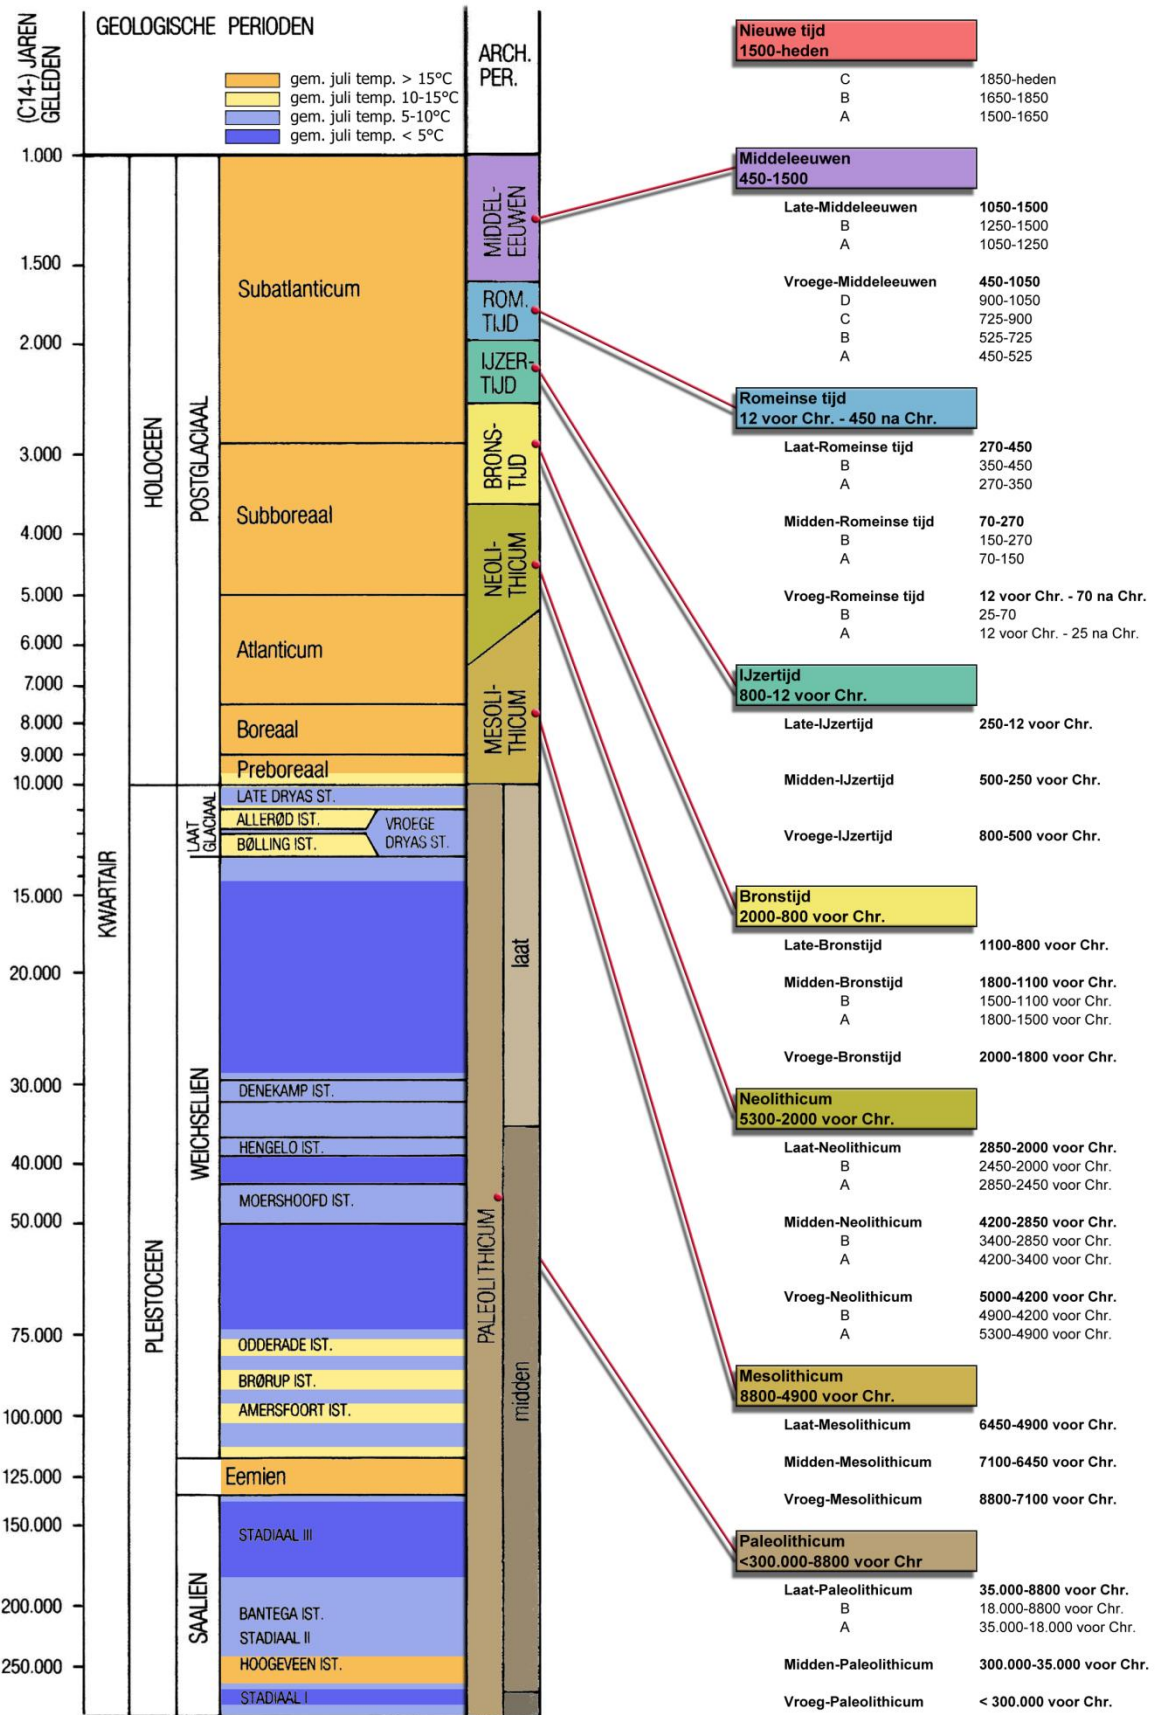 (C14-) JAREN
GELEDEN
GEOLOGISCHE PERIODEN
gem. juli temp. > 15°C
gem. juli temp. 10-15°C
gem. juli temp. 5-10°C
gem. juli temp. < 5°C
ARCH.
PER.
1.000
1.500
2.000
3.000
4.000
5.000
6.000
7.000
8.000
9.000
10.000
15.000
20.000
30.000
40.000
50.000
75.000
100.000
125.000
150.000
200.000
250.000
KWARTAIR
HOLOCEEN
PLEISTOCEEN
POSTGLACIAAL
LAAT
GLACIAAL
WEICHSELIEN
SAALIEN
Subatlanticum
Subboreaal
Atlanticum
Boreaal
Preboreaal
LATE DRYAS ST.
ALLERØD IST.
VROEGE
DRYAS ST.
BØLLING IST.
DENEKAMP IST.
HENGELO IST.
MOERSHOOFD IST.
ODDERADE IST.
BRØRUP IST.
AMERSFOORT IST.
Eemien
STADIAAL III
BANTEGA IST.
STADIAAL II
HOOGEVEEN IST.
STADIAAL I
MIDDEL-
EEUWEN
ROM.
TIJD
IJZER-
TIJD
BRONS-
TIJD
NEOLI-
THICUM
MESOLI-
THICUM
PALEOLITHICUM
laat
midden
Nieuwe tijd
1500-heden
C 1850-heden
B 1650-1850
A 1500-1650
Middeleeuwen
450-1500
Late-Middeleeuwen 1050-1500
B 1250-1500
A 1050-1250
Vroege-Middeleeuwen 450-1050
D 900-1050
C 725-900
B 525-725
A 450-525
Romeinse tijd
12 voor Chr. - 450 na Chr.
Laat-Romeinse tijd 270-450
B 350-450
A 270-350
Midden-Romeinse tijd 70-270
B 150-270
A 70-150
Vroeg-Romeinse tijd 12 voor Chr. - 70 na Chr.
B 25-70
A 12 voor Chr. - 25 na Chr.
IJzertijd
800-12 voor Chr.
Late-IJzertijd 250-12 voor Chr.
Midden-IJzertijd 500-250 voor Chr.
Vroege-IJzertijd 800-500 voor Chr.
Bronstijd
2000-800 voor Chr.
Late-Bronstijd 1100-800 voor Chr.
Midden-Bronstijd 1800-1100 voor Chr.
B 1500-1100 voor Chr.
A 1800-1500 voor Chr.
Vroege-Bronstijd 2000-1800 voor Chr.
Neolithicum
5300-2000 voor Chr.
Laat-Neolithicum 2850-2000 voor Chr.
B 2450-2000 voor Chr.
A 2850-2450 voor Chr.
Midden-Neolithicum 4200-2850 voor Chr.
B 3400-2850 voor Chr.
A 4200-3400 voor Chr.
Vroeg-Neolithicum 5000-4200 voor Chr.
B 4900-4200 voor Chr.
A 5300-4900 voor Chr.
Mesolithicum
8800-4900 voor Chr.
Laat-Mesolithicum 6450-4900 voor Chr.
Midden-Mesolithicum 7100-6450 voor Chr.
Vroeg-Mesolithicum 8800-7100 voor Chr.
Paleolithicum
<300.000-8800 voor Chr
Laat-Paleolithicum 35.000-8800 voor Chr.
B 18.000-8800 voor Chr.
A 35.000-18.000 voor Chr.
Midden-Paleolithicum 300.000-35.000 voor Chr.
Vroeg-Paleolithicum < 300.000 voor Chr.